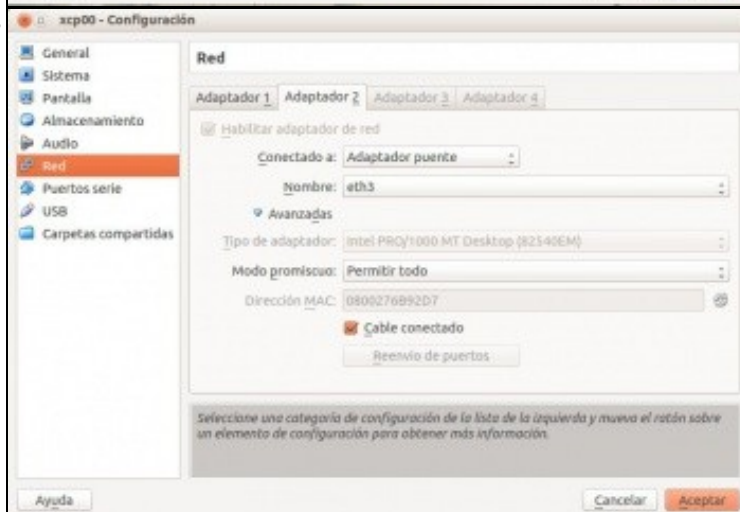 xcp00 - Configuración
General
Sistema
Pantalla
Almacenamiento
Audio
Red
Puertos serie
USB
Carpetas compartidas
Red
Adaptador 1 Adaptador 2 Adaptador 3 Adaptador 4
Habilitar adaptador de red
Conectado a: Adaptador puente
Nombre: eth3
Avanzadas
Tipo de adaptador: Intel PRO/1000 MT Desktop (82540EM)
Modo promiscuo: Permitir todo
Dirección MAC: 0800276B92D7
Cable conectado
Reenvío de puertos
Seleccione una categoría de configuración de la lista de la izquierda y mueva el ratón sobre
un elemento de configuración para obtener más información.
Ayuda Cancelar Aceptar